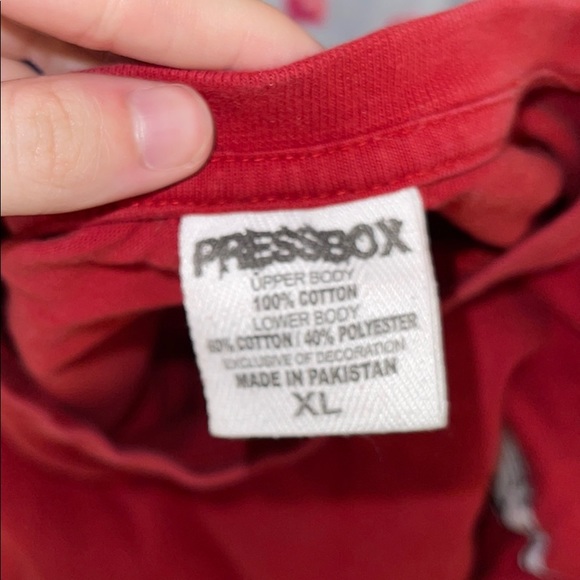 PRESSBOX
UPPER BODY
100% COTTON
LOWER BODY
60% COTTON / 40% POLYESTER
EXCLUSIVE OF DECORATION
MADE IN PAKISTAN
XL